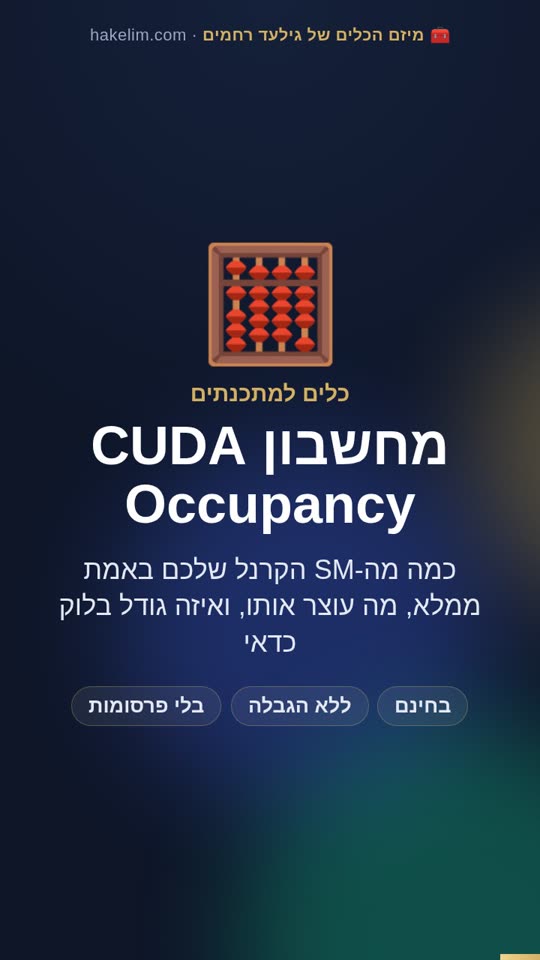 🧰 מיזם הכלים של גילעד רחמים · hakelim.com
כלים למתכנתים
מחשבון CUDA
Occupancy
כמה מה-SM הקרנל שלכם באמת
ממלא, מה עוצר אותו, ואיזה גודל בלוק
כדאי
בחינם
ללא הגבלה
בלי פרסומות